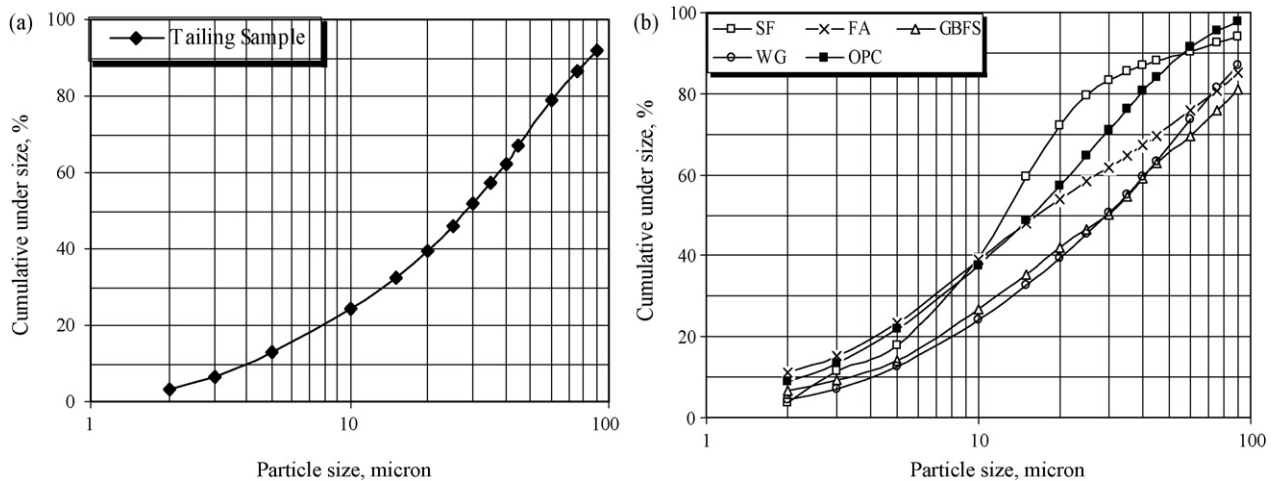 (a)
Tailing Sample
100
80
60
40
20
0
1
10
100
Cumulative under size, %
Particle size, micron
(b)
SF
FA
GBFS
WG
OPC
100
80
60
40
20
0
1
10
100
Cumulative under size, %
Particle size, micron